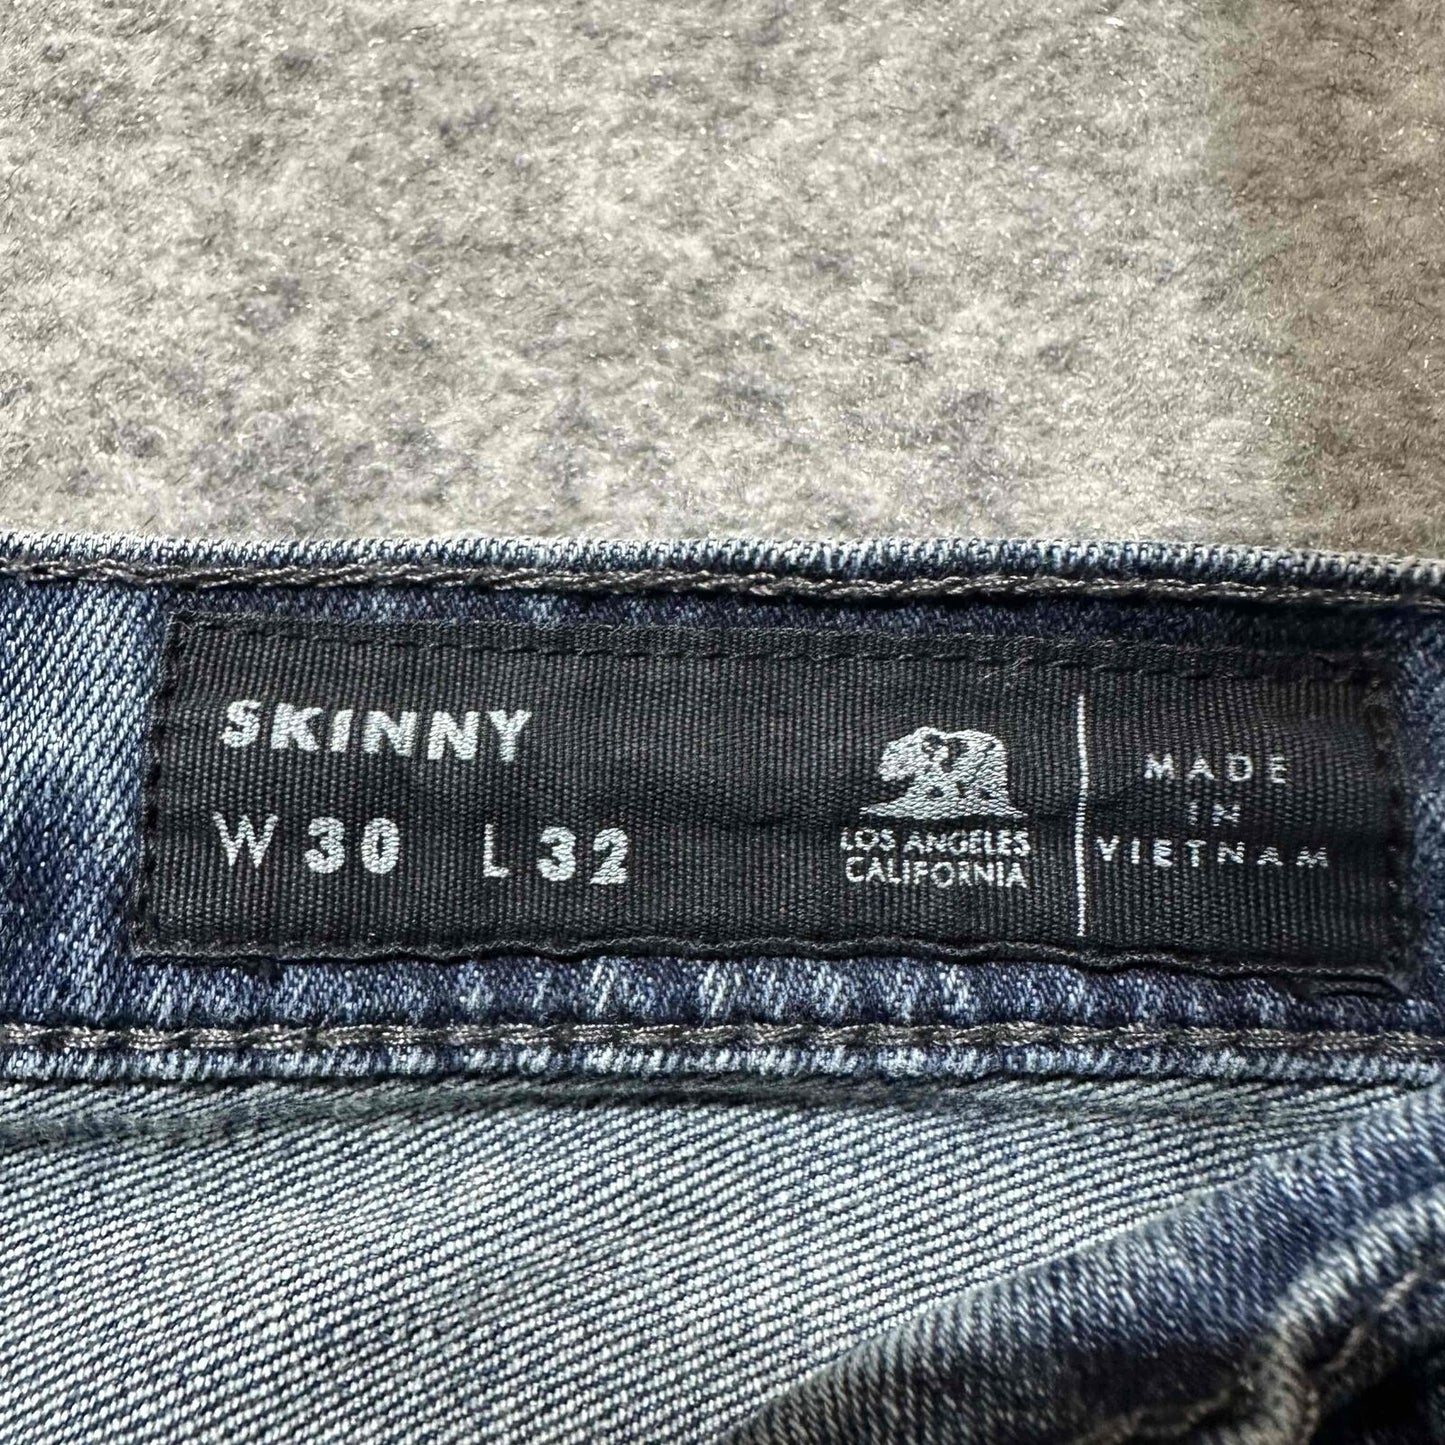 SKINNY
W 30 L 32
LOS ANGELES
CALIFORNIA
MADE
IN
VIETNAM